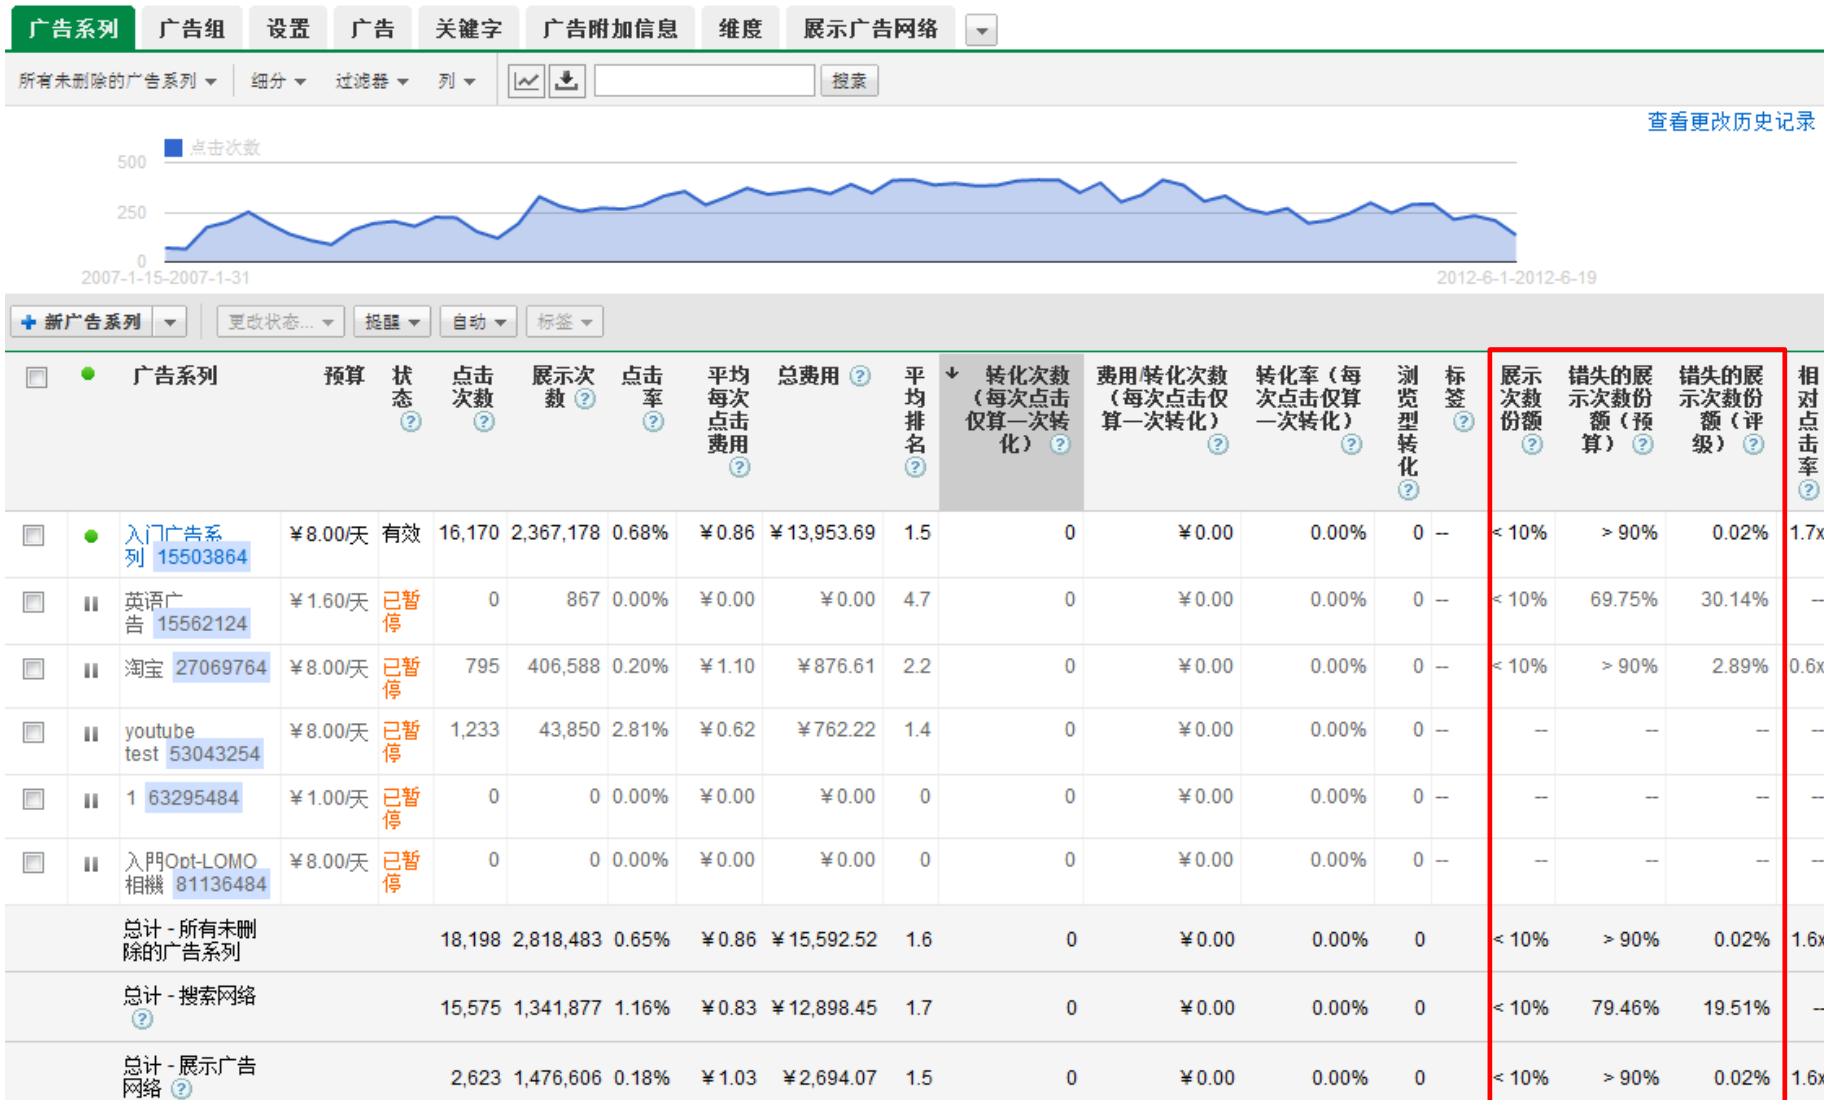 广告系列 广告组 设置 广告 关键字 广告附加信息 维度 展示广告网络
所有未删除的广告系列 细分 过滤器 列 搜索
查看更改历史记录
点击次数
500
250
0
2007-1-15-2007-1-31 2012-6-1-2012-6-19
新广告系列 更改状态... 提醒 自动 标签
广告系列 预算 状 点击 展示次 点击 平均 总费用 ? 平 转化次数 费用/转化次数 转化率（每 浏 标 展示 错失的展 错失的展 相
态 次数 数 ? 率 每次 均 （每次点击 （每次点击仅 次点击仅算 览 签 次数 示次数份 示次数份 对
? ? ? 点击 排 仅算一次转 算一次转化） 一次转化） 型 ? 份额 额（预 额（评 点
费用 名 化） ? ? ? 转 ? 算） ? 级） ? 击
? ? 化 率
? ?
入门广告系 ￥8.00/天 有效 16,170 2,367,178 0.68% ￥0.86 ￥13,953.69 1.5 0 ￥0.00 0.00% 0 -- < 10% > 90% 0.02% 1.7x
列 15503864
英语广 ￥1.60/天 已暂 0 867 0.00% ￥0.00 ￥0.00 4.7 0 ￥0.00 0.00% 0 -- < 10% 69.75% 30.14% --
告 15562124 停
淘宝 27069764 ￥8.00/天 已暂 795 406,588 0.20% ￥1.10 ￥876.61 2.2 0 ￥0.00 0.00% 0 -- < 10% > 90% 2.89% 0.6x
停
youtube ￥8.00/天 已暂 1,233 43,850 2.81% ￥0.62 ￥762.22 1.4 0 ￥0.00 0.00% 0 -- -- -- -- --
test 53043254 停
1 63295484 ￥1.00/天 已暂 0 0 0.00% ￥0.00 ￥0.00 0 0 ￥0.00 0.00% 0 -- -- -- -- --
停
入門Opt-LOMO ￥8.00/天 已暂 0 0 0.00% ￥0.00 ￥0.00 0 0 ￥0.00 0.00% 0 -- -- -- -- --
相機 81136484 停
总计 - 所有未删
除的广告系列 18,198 2,818,483 0.65% ￥0.86 ￥15,592.52 1.6 0 ￥0.00 0.00% 0 < 10% > 90% 0.02% 1.6x
总计 - 搜索网络
? 15,575 1,341,877 1.16% ￥0.83 ￥12,898.45 1.7 0 ￥0.00 0.00% 0 < 10% 79.46% 19.51% --
总计 - 展示广告
网络 ? 2,623 1,476,606 0.18% ￥1.03 ￥2,694.07 1.5 0 ￥0.00 0.00% 0 < 10% > 90% 0.02% 1.6x